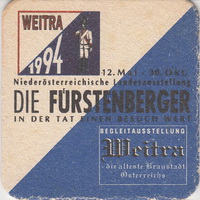 WEITRA
1994
12. Mai - 30. Okt.
Niederösterreichische Landesausstellung
DIE FÜRSTENBERGER
IN DER TAT EINEN BESUCH WERT
BEGLEITAUSSTELLUNG
Weitra
die älteste Braustadt
Österreichs